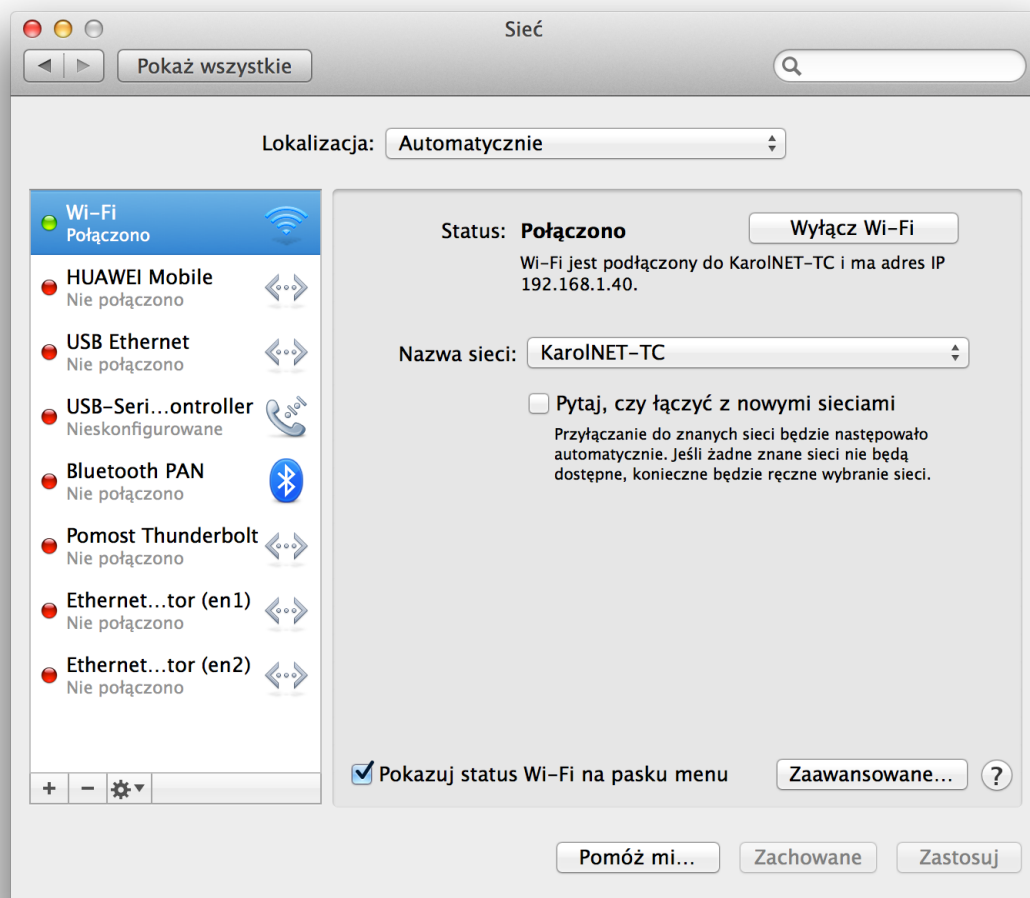 Sieć
Pokaż wszystkie
Lokalizacja: Automatycznie
Wi-Fi
Połączono
HUAWEI Mobile
Nie połączono
USB Ethernet
Nie połączono
USB-Seri...ontroller
Nieskonfigurowane
Bluetooth PAN
Nie połączono
Pomost Thunderbolt
Nie połączono
Ethernet...tor (en1)
Nie połączono
Ethernet...tor (en2)
Nie połączono
Status: Połączono
Wyłącz Wi-Fi
Wi-Fi jest podłączony do KarolNET-TC i ma adres IP
192.168.1.40.
Nazwa sieci: KarolNET-TC
Pytaj, czy łączyć z nowymi sieciami
Przyłączanie do znanych sieci będzie następowało
automatycznie. Jeśli żadne znane sieci nie będą
dostępne, konieczne będzie ręczne wybranie sieci.
Pokazuj status Wi-Fi na pasku menu
Zaawansowane...
?
Pomóż mi...
Zachowane
Zastosuj